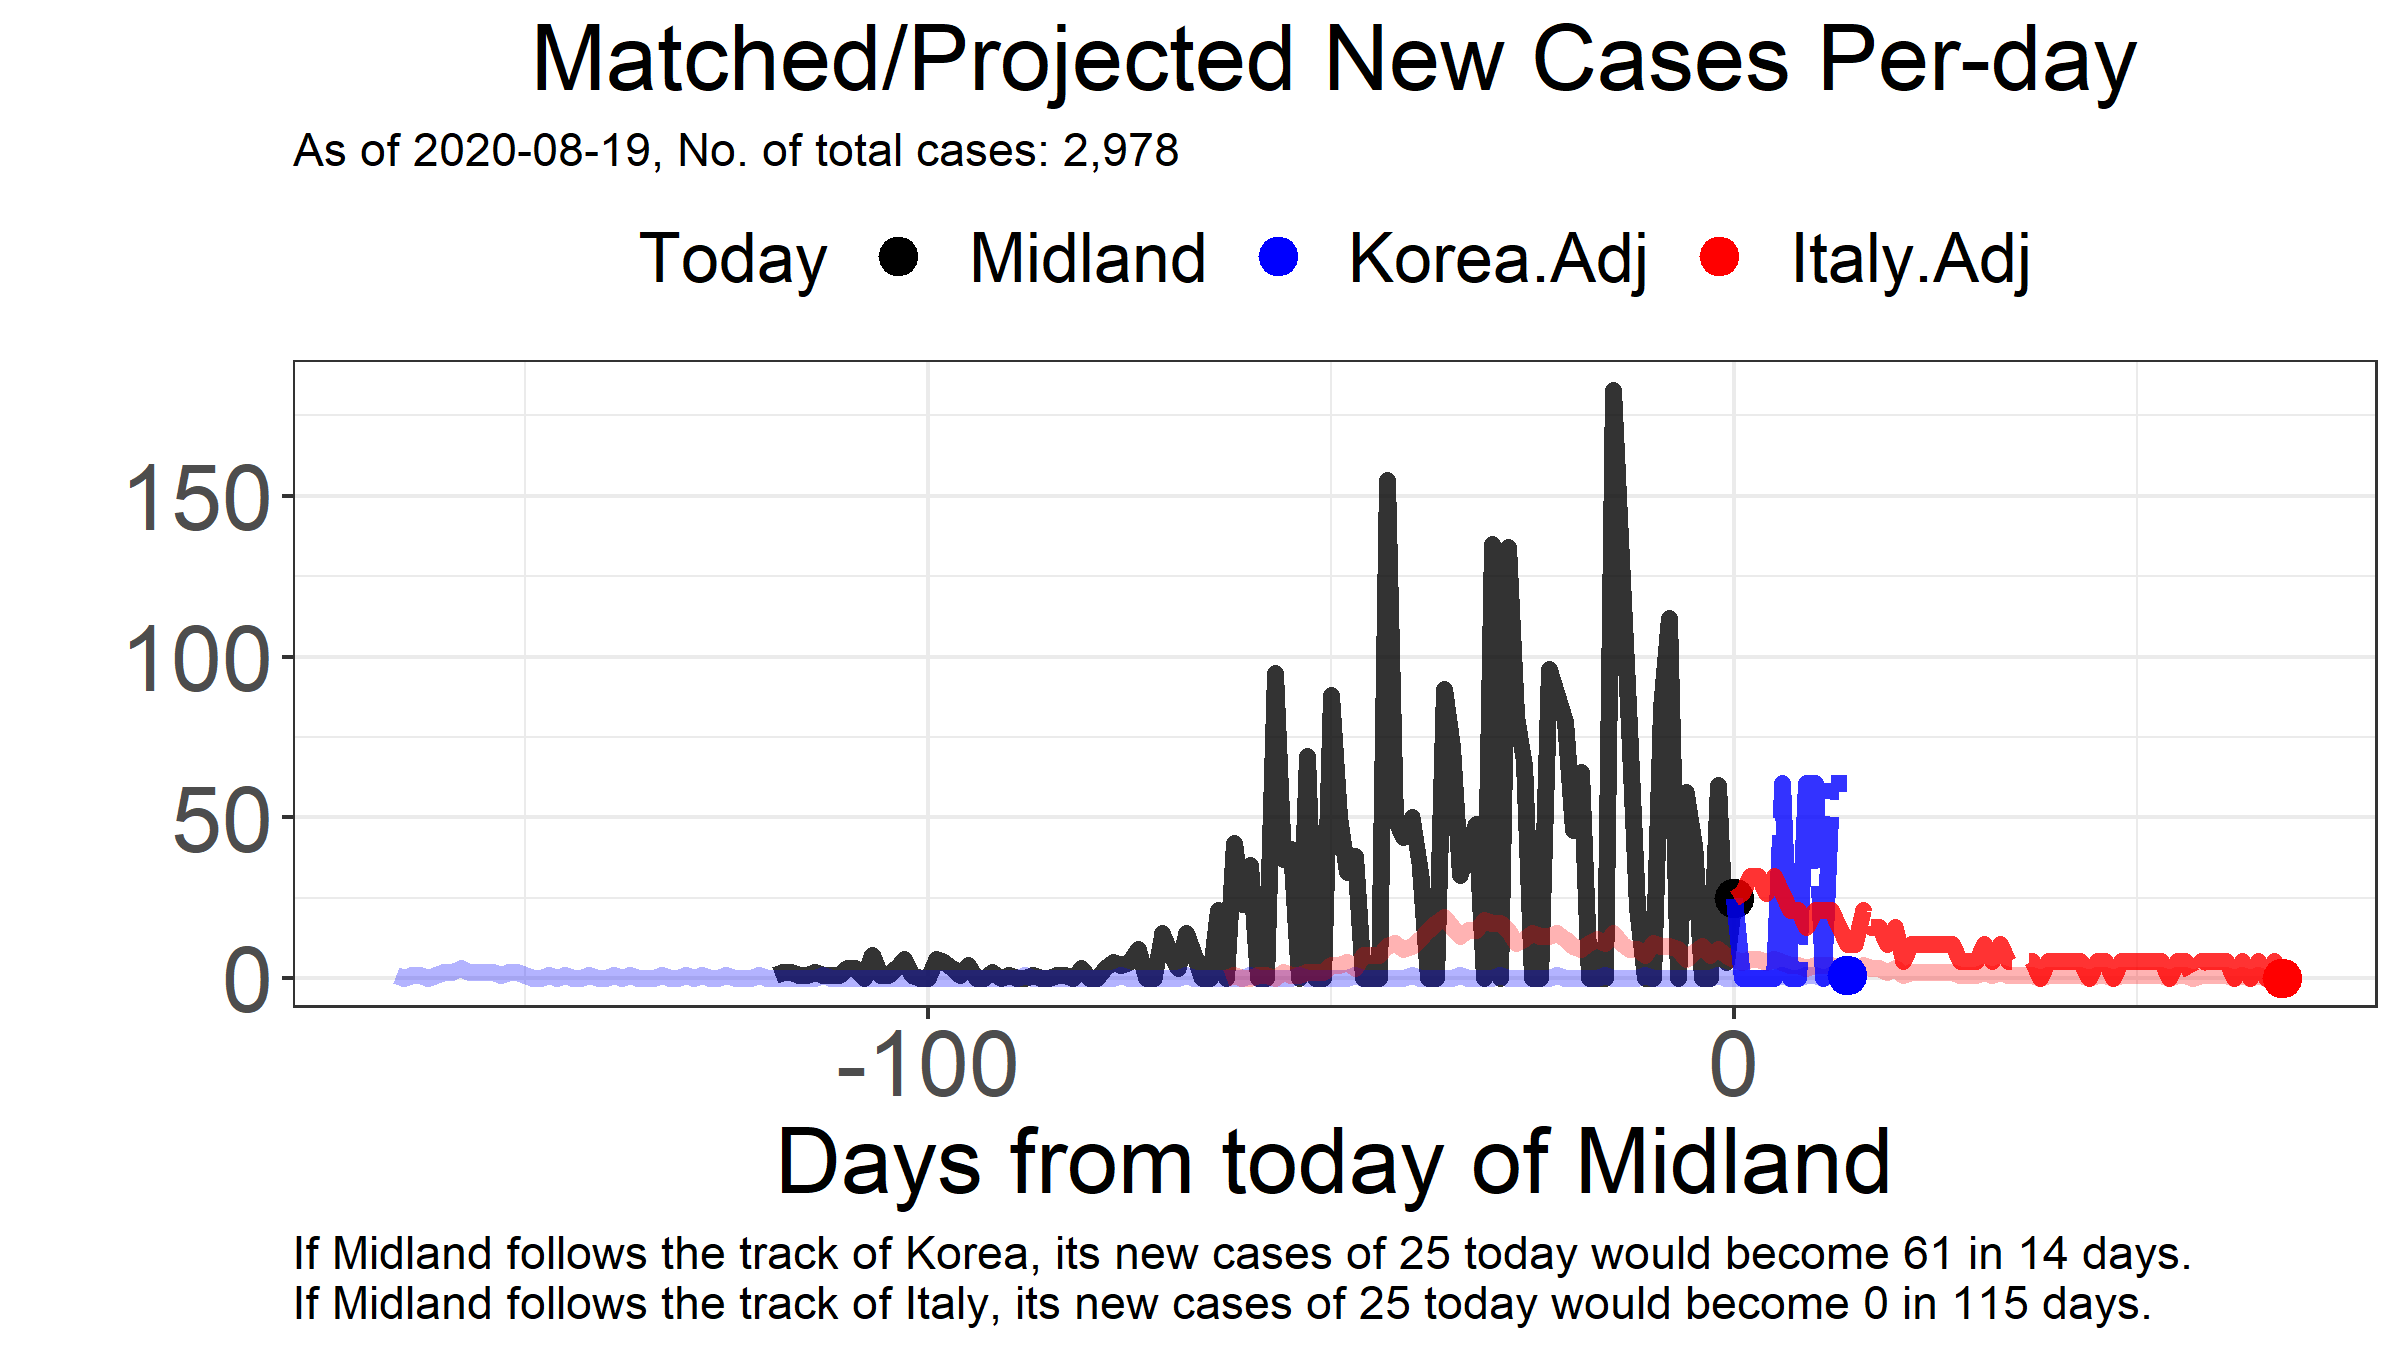 Matched/Projected New Cases Per-day
As of 2020-08-19, No. of total cases: 2,978
Today Midland Korea.Adj Italy.Adj
150
100
50
0
-100 0
Days from today of Midland
If Midland follows the track of Korea, its new cases of 25 today would become 61 in 14 days.
If Midland follows the track of Italy, its new cases of 25 today would become 0 in 115 days.